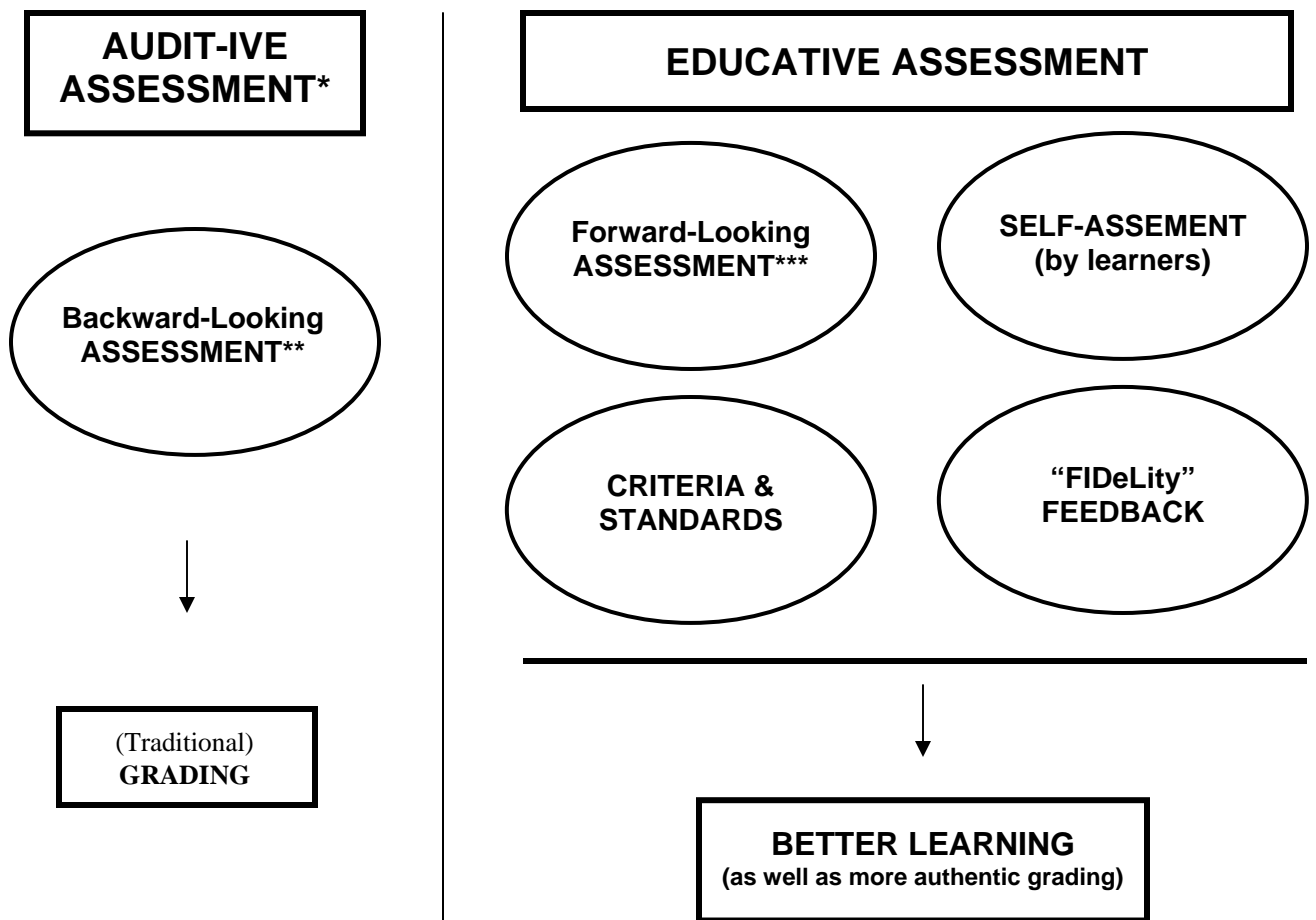 AUDIT-IVE
ASSESSMENT*
Backward-Looking
ASSESSMENT**
(Traditional)
GRADING
EDUCATIVE ASSESSMENT
Forward-Looking
ASSESSMENT***
SELF-ASSEMENT
(by learners)
CRITERIA &
STANDARDS
“FIDeLity”
FEEDBACK
BETTER LEARNING
(as well as more authentic grading)